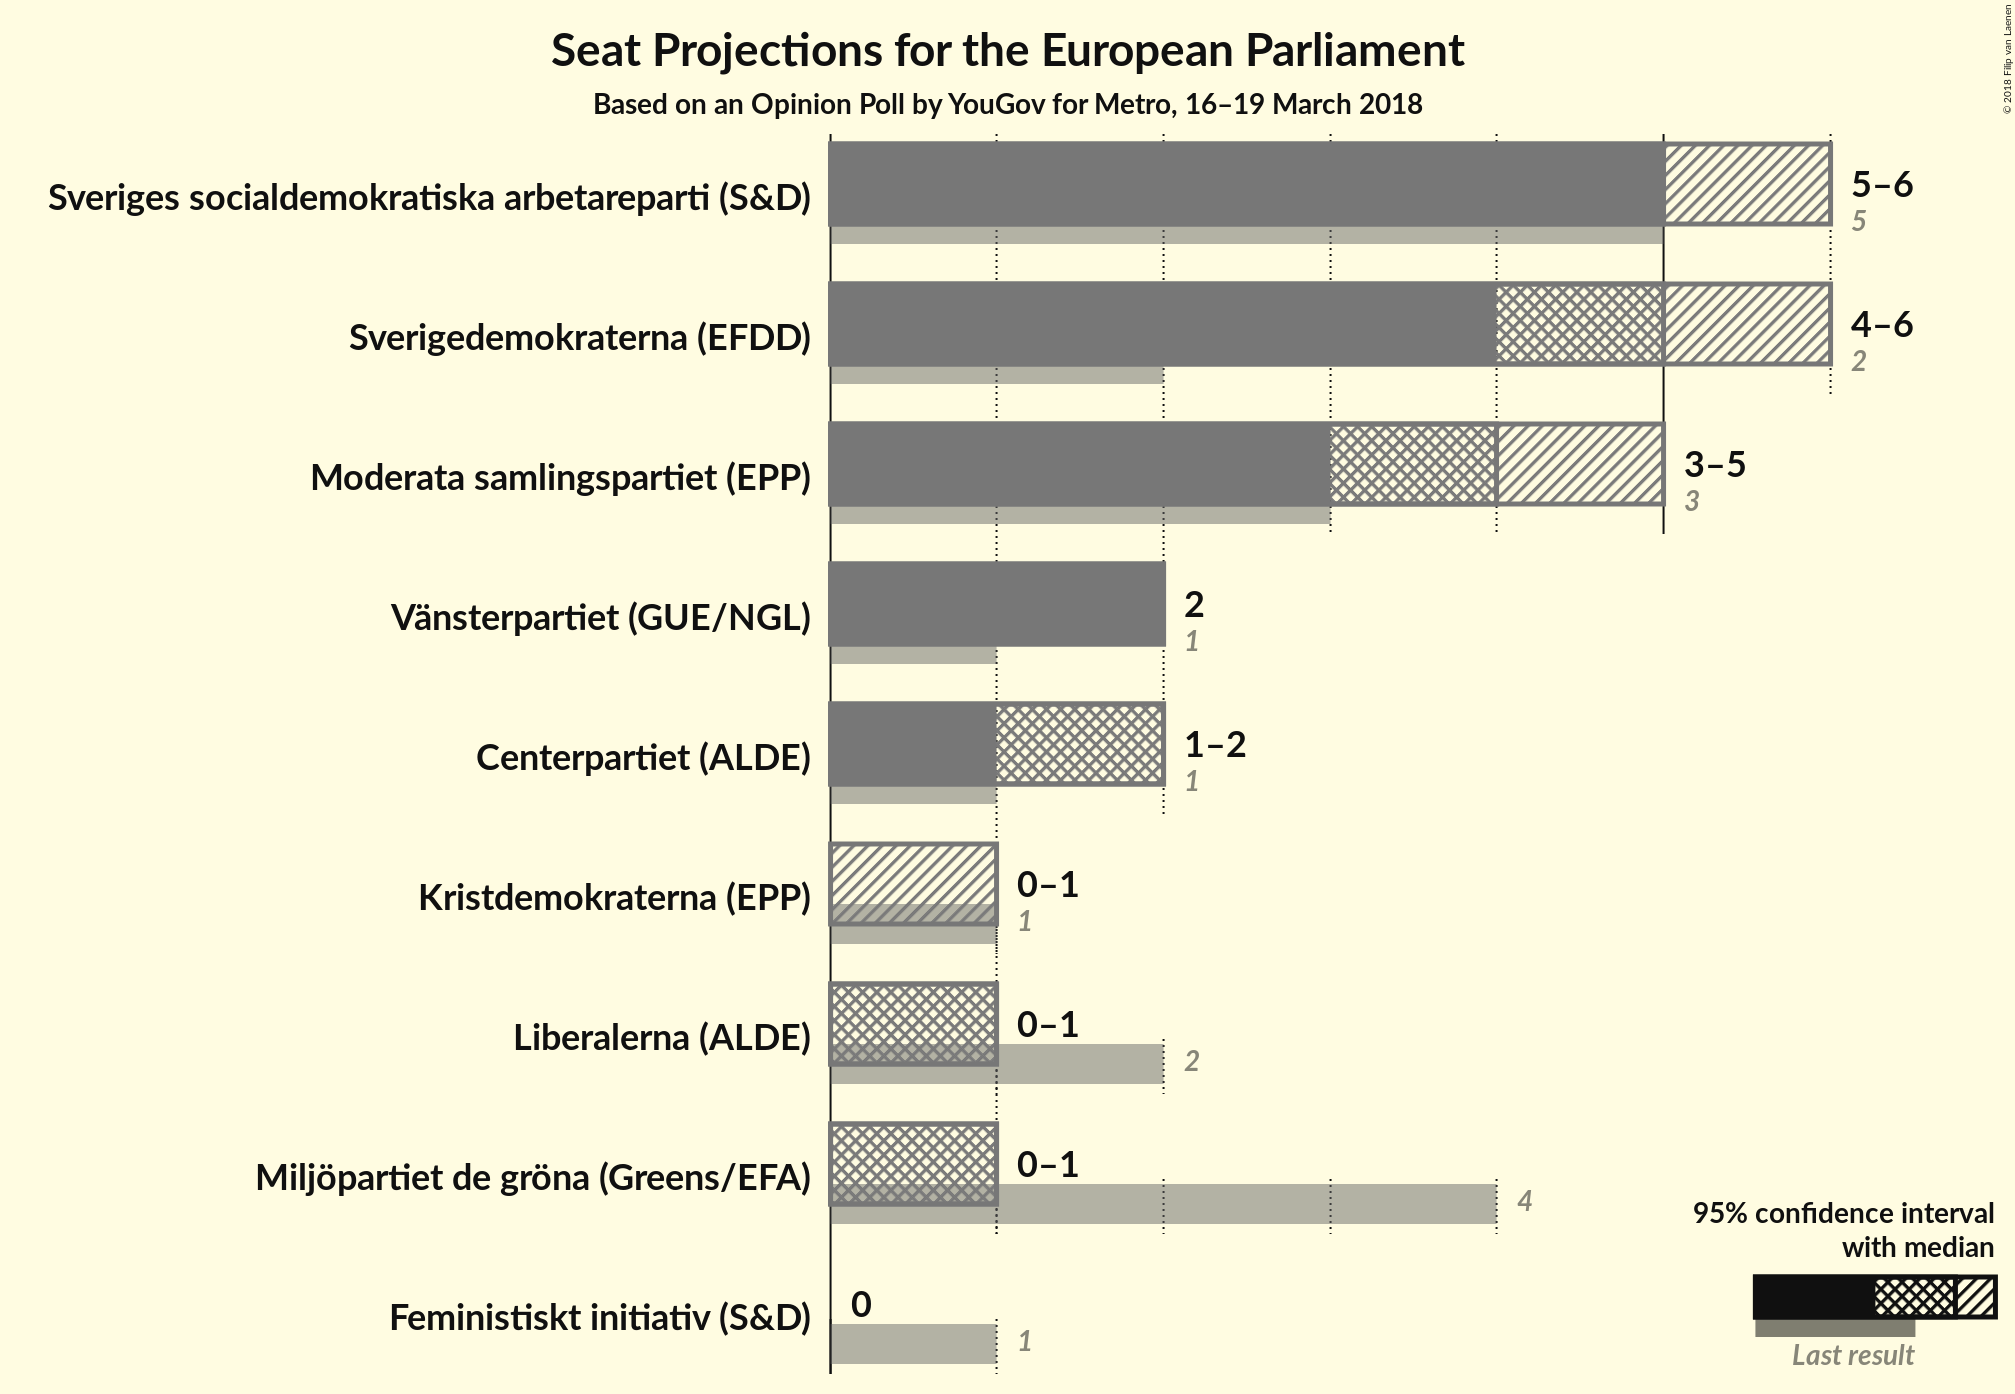 Seat Projections for the European Parliament
Based on an Opinion Poll by YouGov for Metro, 16–19 March 2018
© 2018 Filip van Laenen
Sveriges socialdemokratiska arbetareparti (S&D)
5–6
5
Sverigedemokraterna (EFDD)
4–6
2
Moderata samlingspartiet (EPP)
3–5
3
Vänsterpartiet (GUE/NGL)
2
1
Centerpartiet (ALDE)
1–2
1
Kristdemokraterna (EPP)
0–1
1
Liberalerna (ALDE)
0–1
2
Miljöpartiet de gröna (Greens/EFA)
0–1
4
Feministiskt initiativ (S&D)
0
1
95% confidence interval
with median
Last result